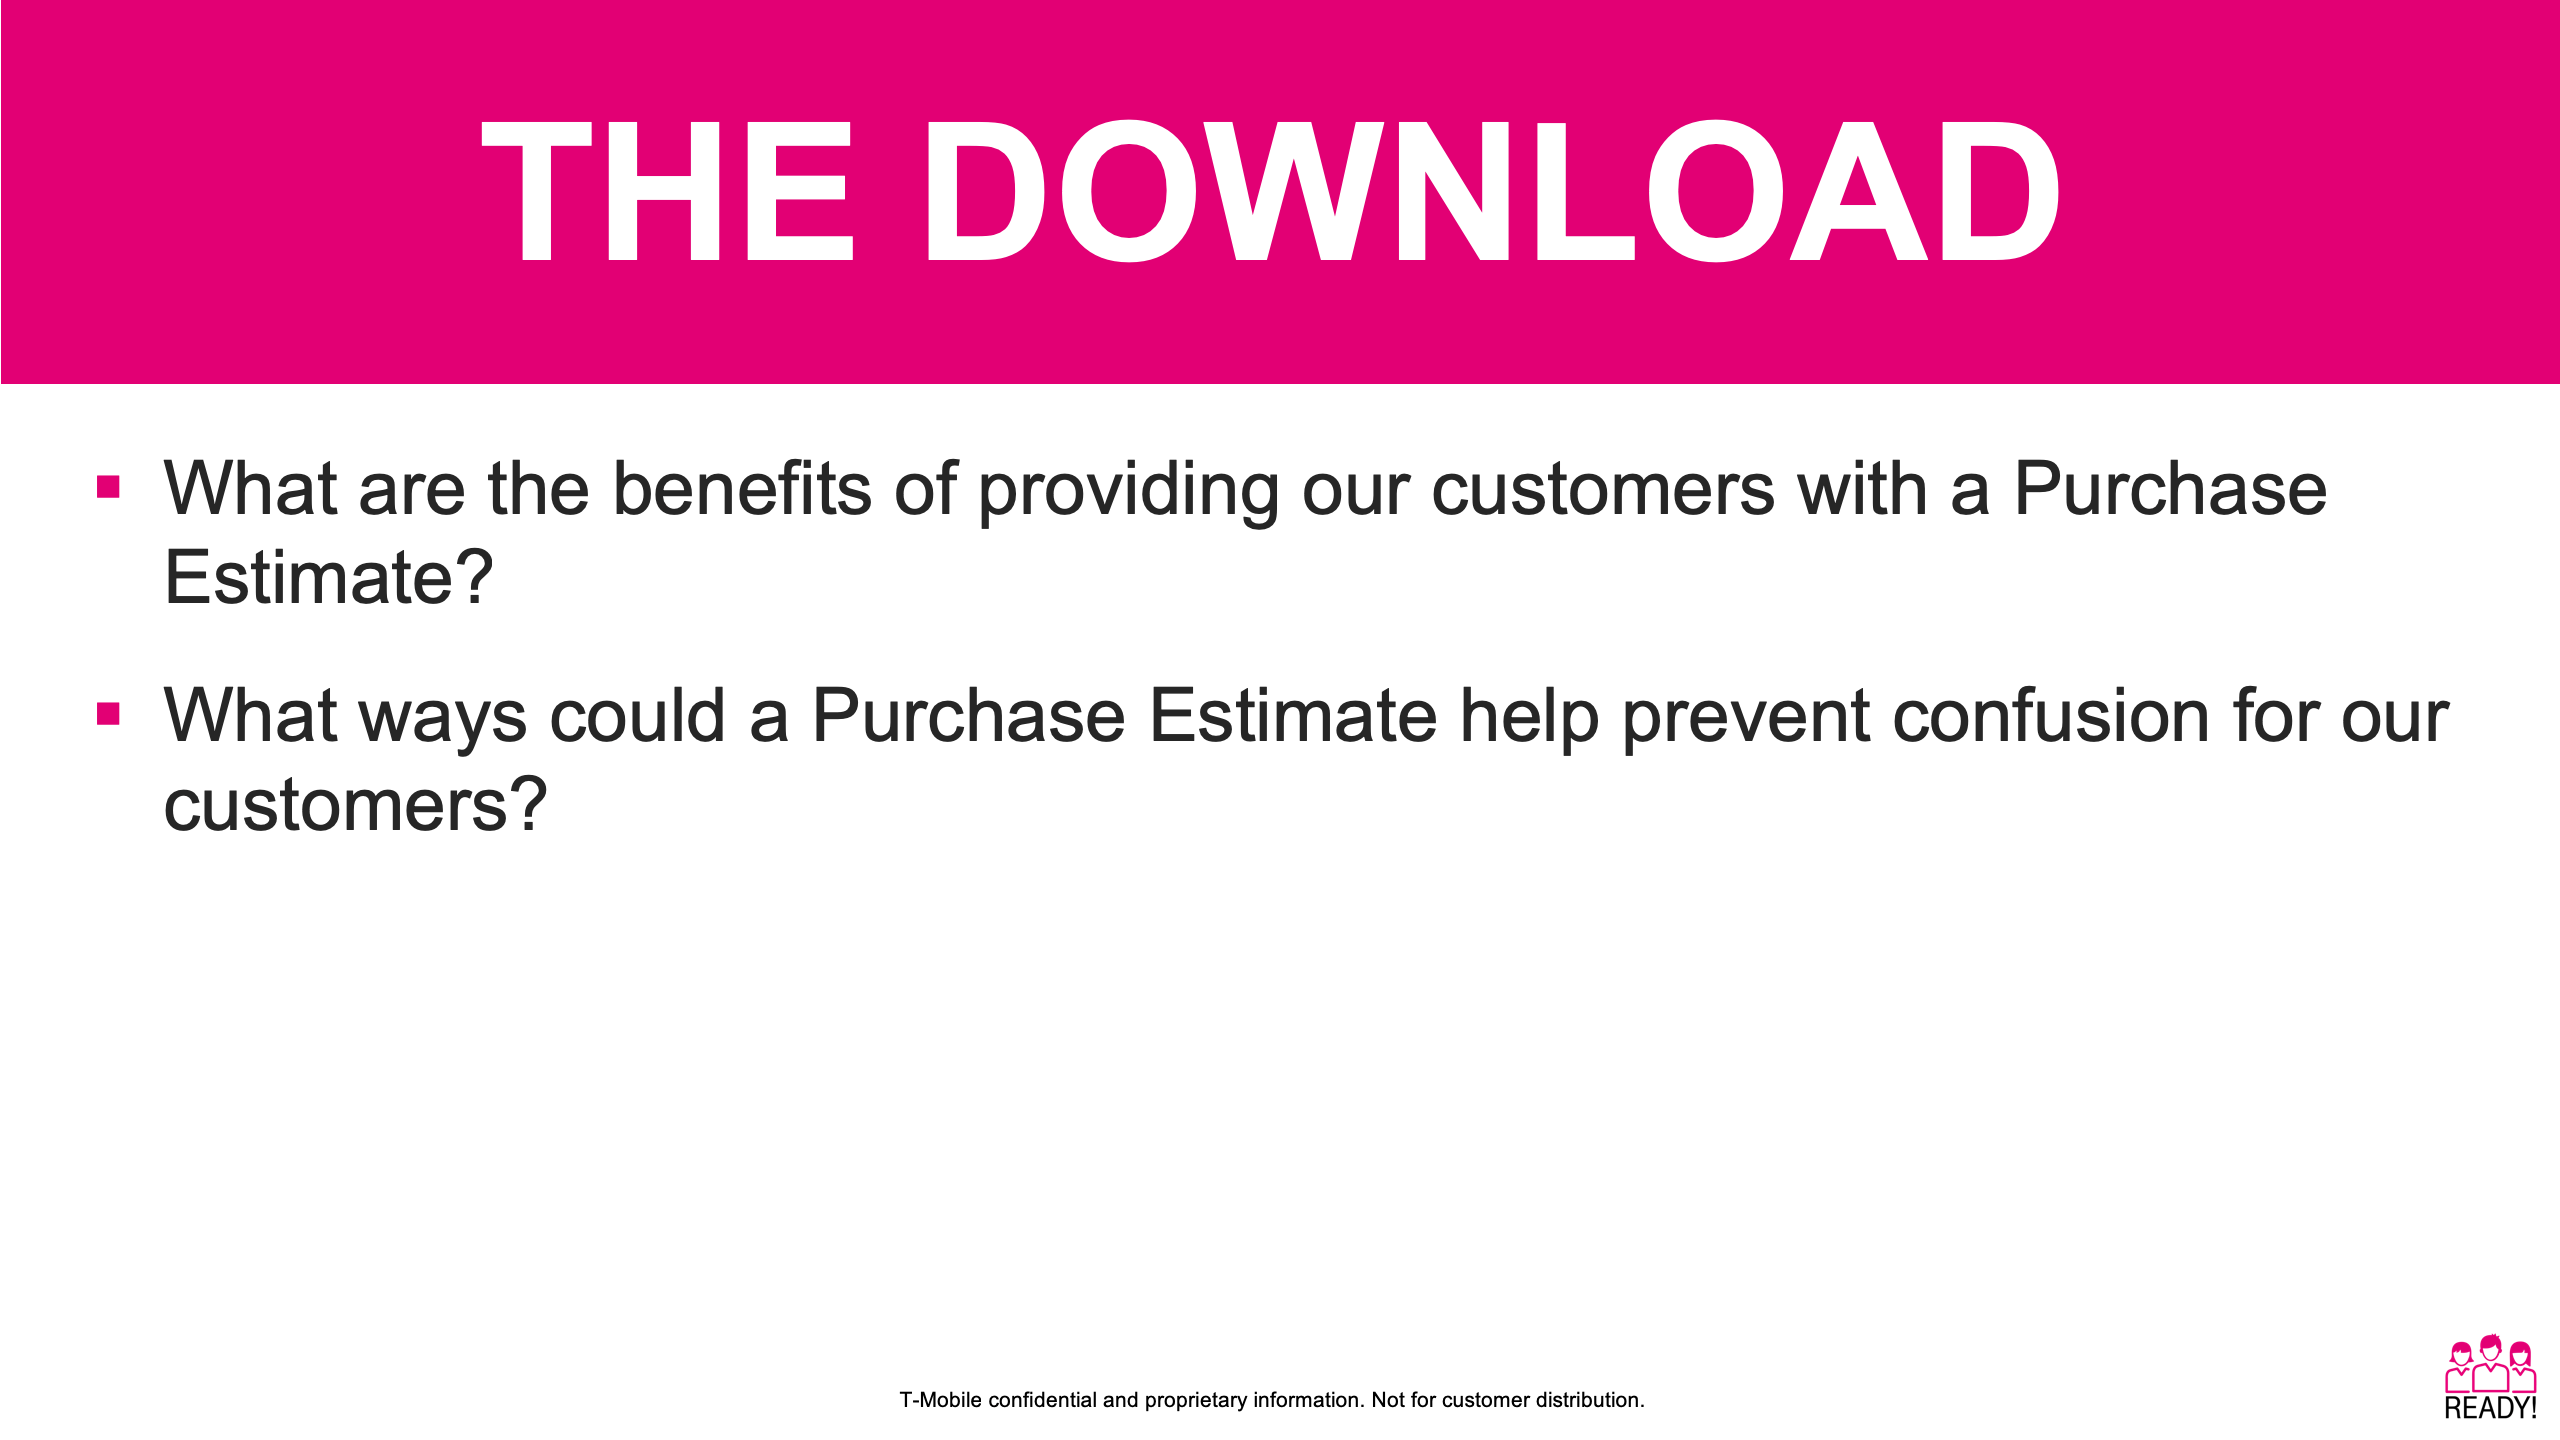 THE DOWNLOAD
▪ What are the benefits of providing our customers with a Purchase
Estimate?
▪ What ways could a Purchase Estimate help prevent confusion for our
customers?
T-Mobile confidential and proprietary information. Not for customer distribution.
READY!